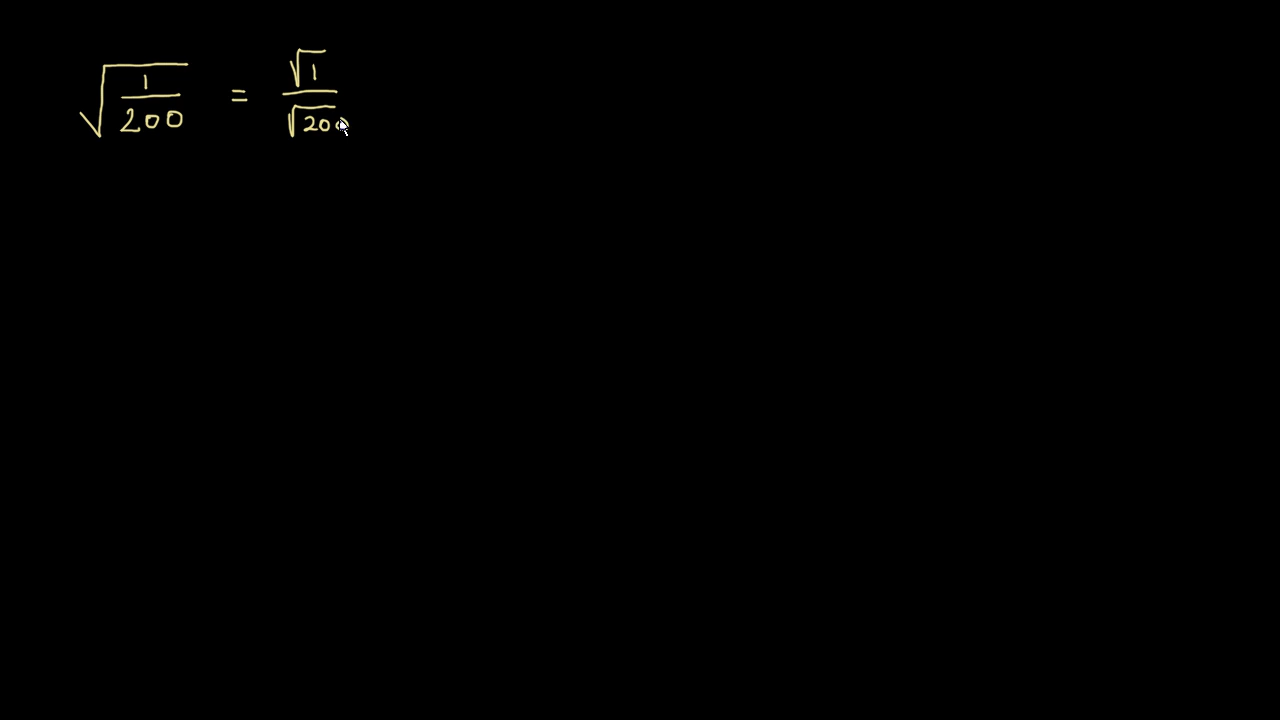 √(1/200) = √1/√200